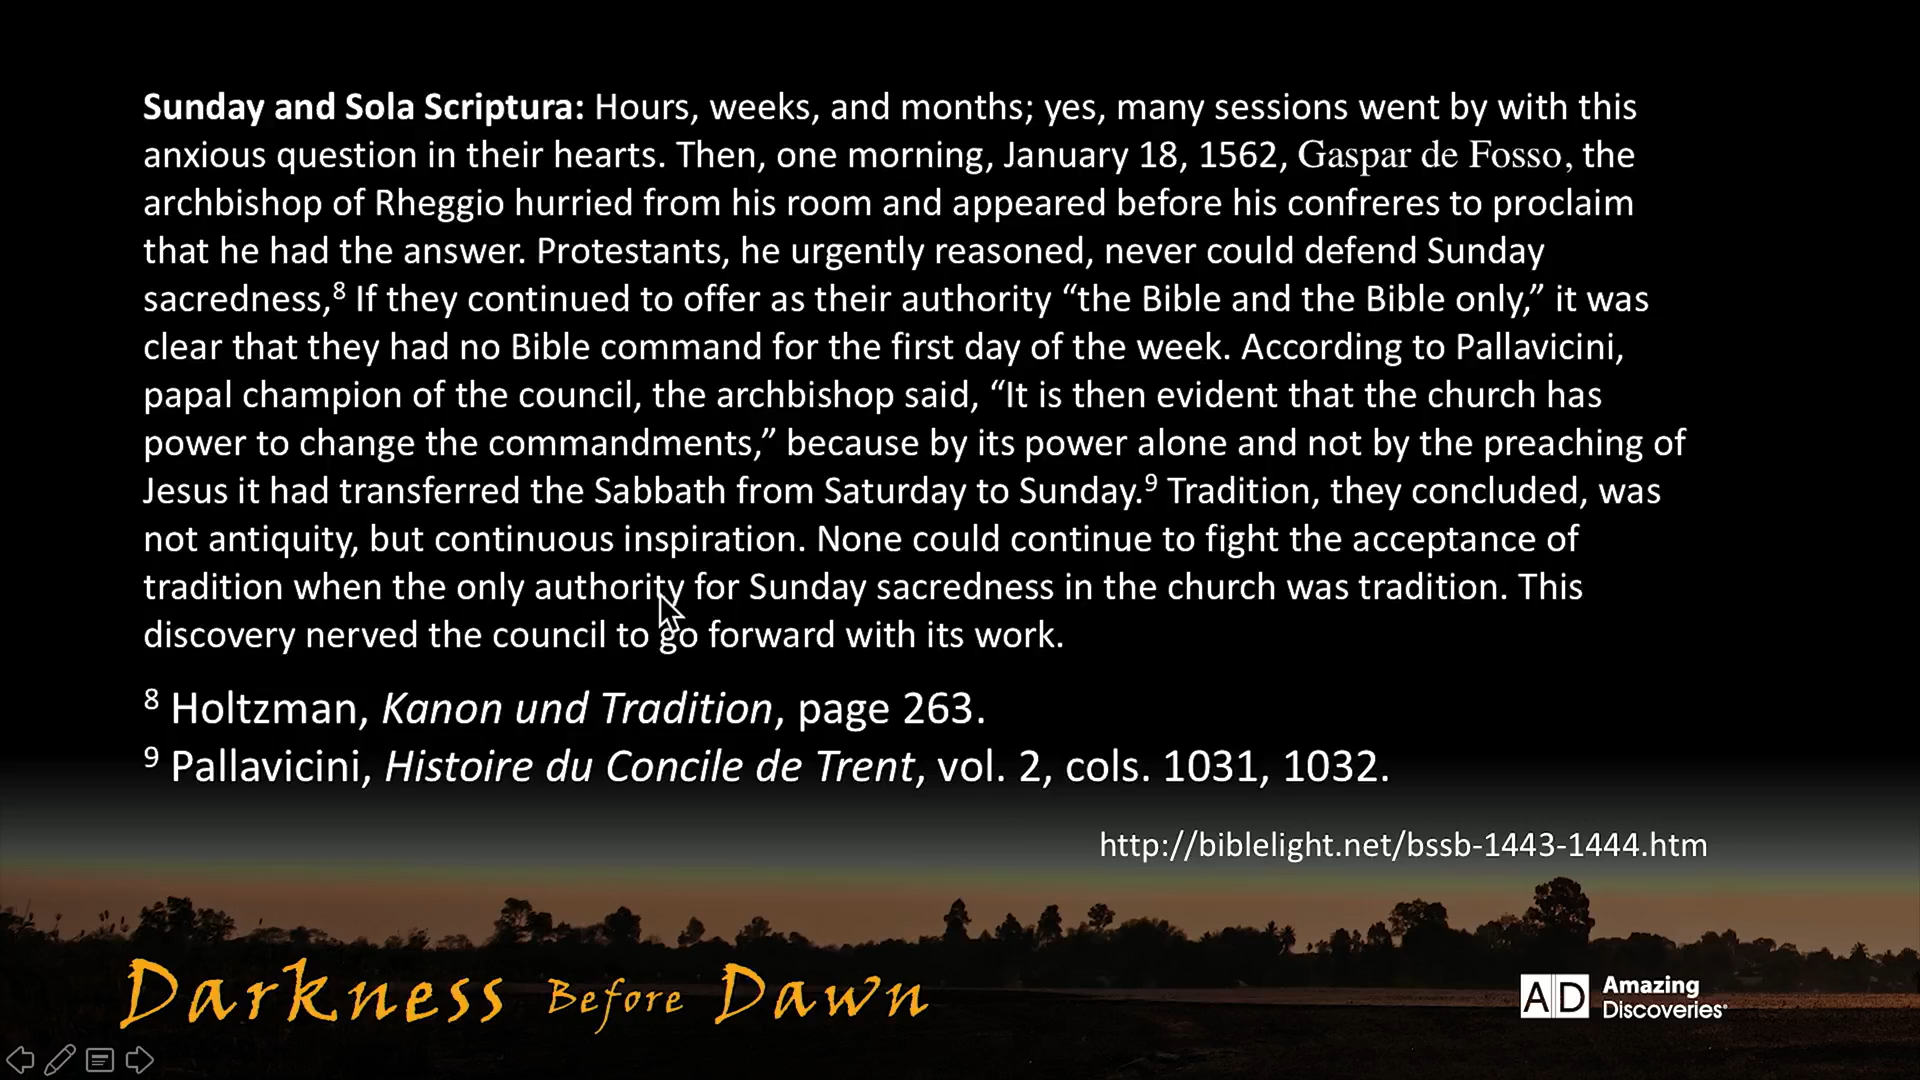 Sunday and Sola Scriptura: Hours, weeks, and months; yes, many sessions went by with this
anxious question in their hearts. Then, one morning, January 18, 1562, Gaspar de Fosso, the
archbishop of Rheggio hurried from his room and appeared before his confreres to proclaim
that he had the answer. Protestants, he urgently reasoned, never could defend Sunday
sacredness,⁸ If they continued to offer as their authority “the Bible and the Bible only,” it was
clear that they had no Bible command for the first day of the week. According to Pallavicini,
papal champion of the council, the archbishop said, “It is then evident that the church has
power to change the commandments,” because by its power alone and not by the preaching of
Jesus it had transferred the Sabbath from Saturday to Sunday.⁹ Tradition, they concluded, was
not antiquity, but continuous inspiration. None could continue to fight the acceptance of
tradition when the only authority for Sunday sacredness in the church was tradition. This
discovery nerved the council to go forward with its work.
⁸ Holtzman, Kanon und Tradition, page 263.
⁹ Pallavicini, Histoire du Concile de Trent, vol. 2, cols. 1031, 1032.
http://biblelight.net/bssb-1443-1444.htm
Darkness Before Dawn
AD Amazing
Discoveries